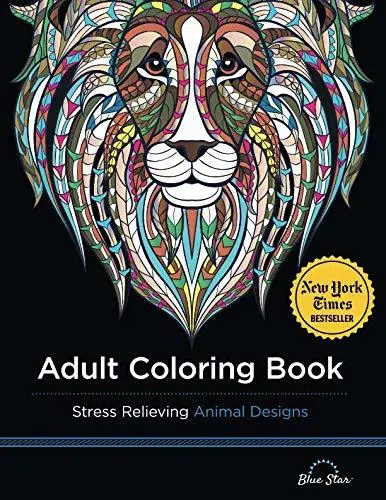 New York
Times
BESTSELLER
Adult Coloring Book
Stress Relieving Animal Designs
Blue Star